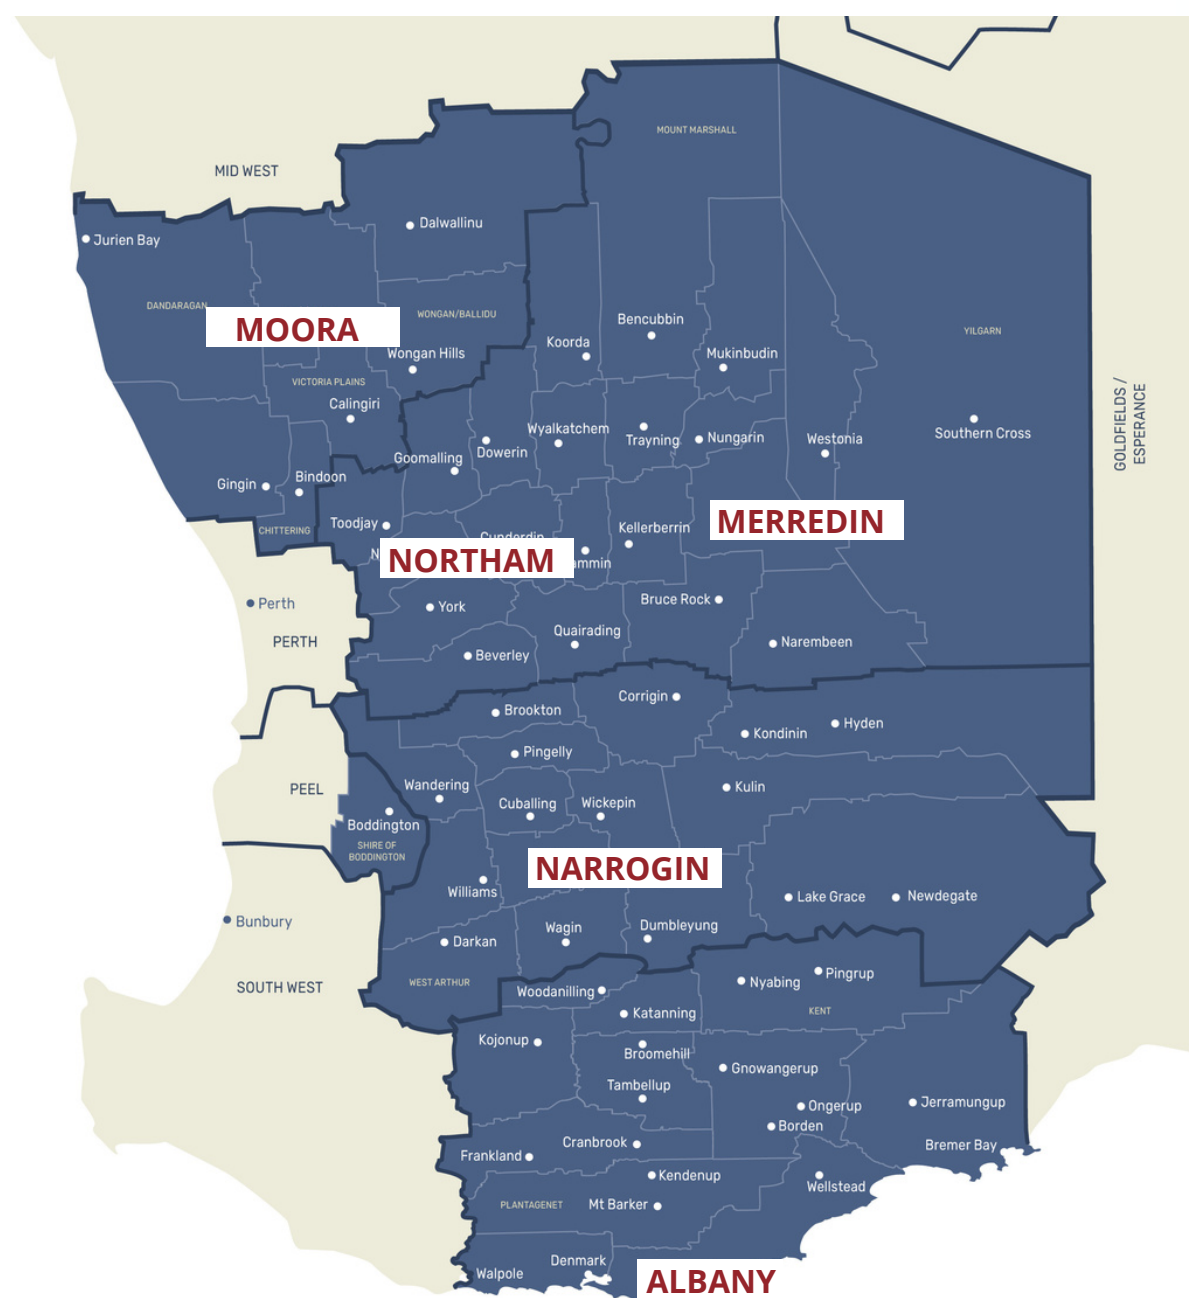 MOUNT MARSHALL
MID WEST
Dalwallinu
Jurien Bay
DANDARAGAN
WONGAN/BALLIDU
MOORA
Bencubbin
YILGARN
Koorda
Wongan Hills
Mukinbudin
VICTORIA PLAINS
Calingiri
GOLDFIELDS /
ESPERANCE
Wyalkatchem
Trayning
Nungarin
Westonia
Southern Cross
Dowerin
Goomalling
Gingin
Bindoon
Toodjay
CHITTERING
Kellerberrin
MERREDIN
Cunderdin
N
NORTHAM
ammin
Perth
York
Bruce Rock
PERTH
Quairading
Narembeen
Beverley
Corrigin
Brookton
Kondinin
Hyden
Pingelly
PEEL
Wandering
Kulin
Cuballing
Wickepin
Boddington
SHIRE OF
BODDINGTON
NARROGIN
Williams
Lake Grace
Newdegate
Bunbury
Wagin
Dumbleyung
Darkan
SOUTH WEST
WEST ARTHUR
Nyabing
Pingrup
Woodanilling
Katanning
KENT
Kojonup
Broomehill
Gnowangerup
Tambellup
Ongerup
Jerramungup
Borden
Cranbrook
Bremer Bay
Frankland
Kendenup
Wellstead
PLANTAGENET
Mt Barker
Denmark
Walpole
ALBANY